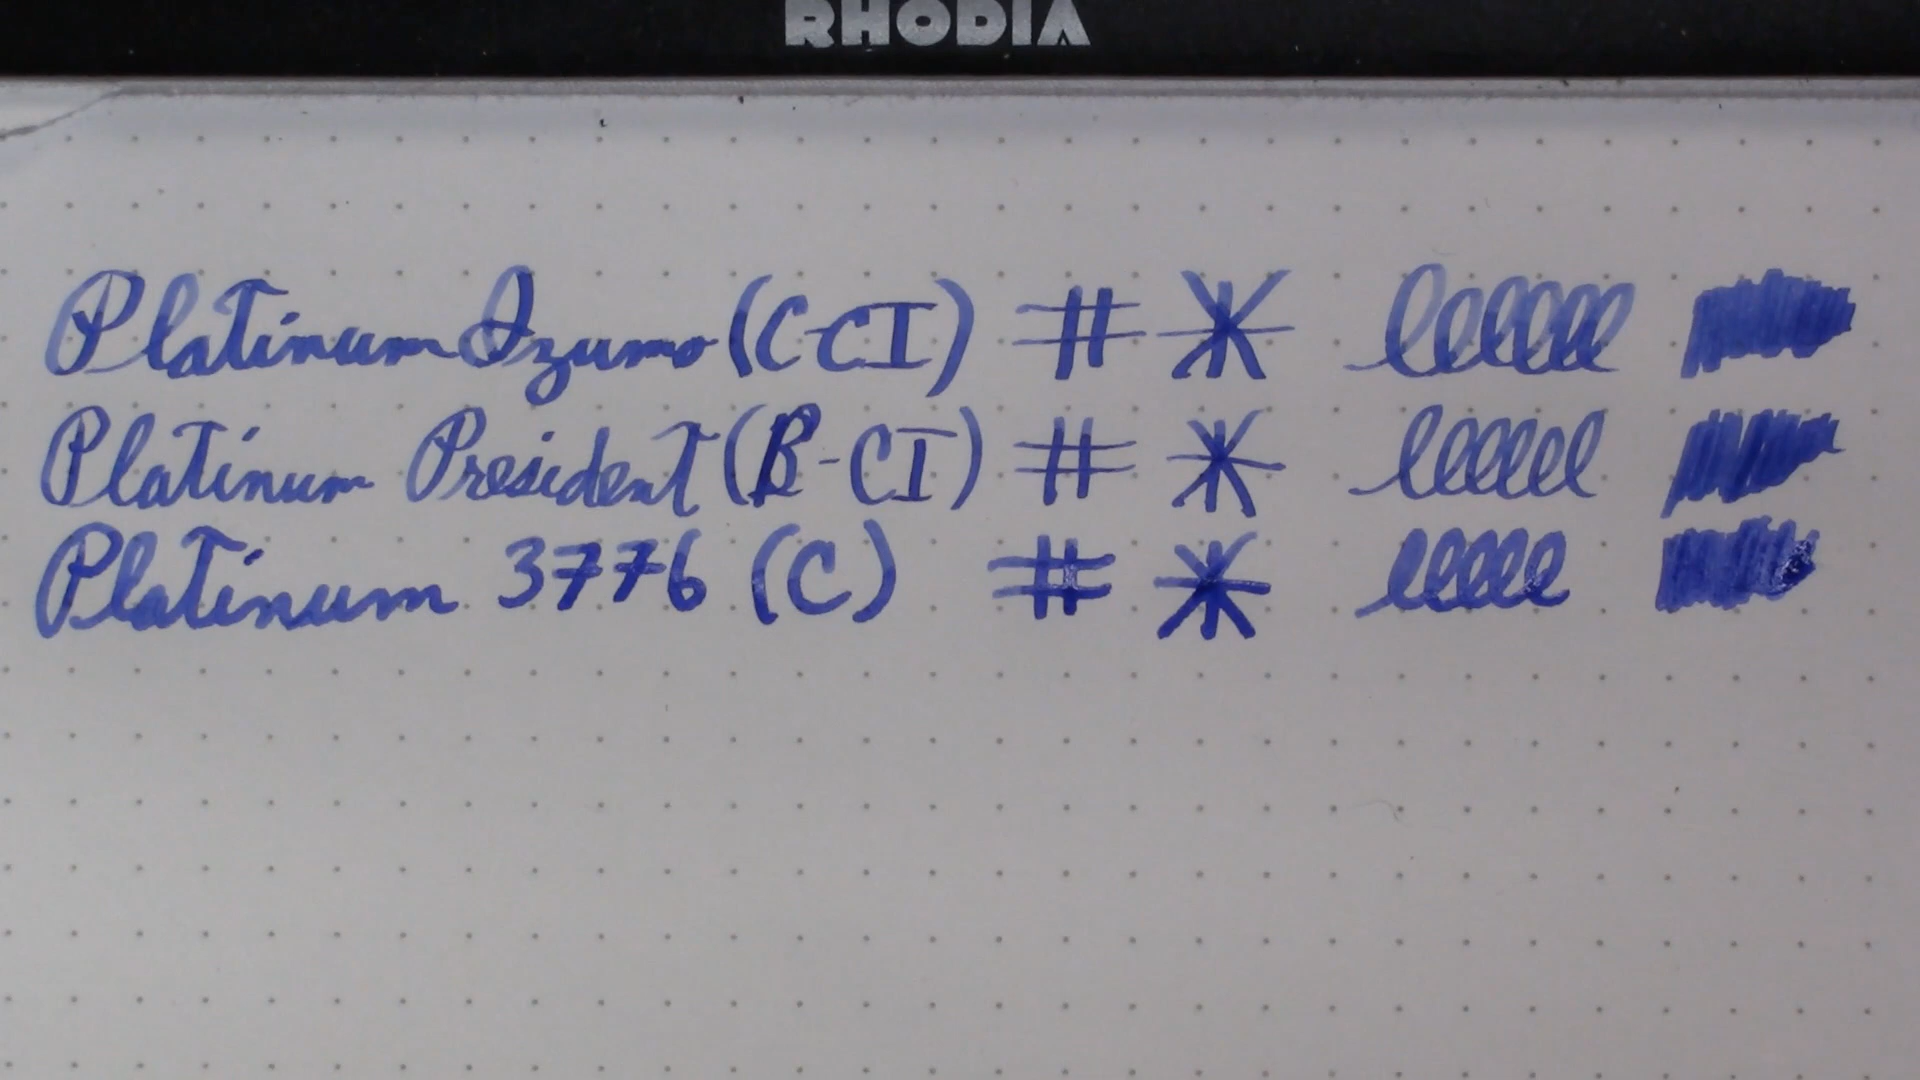 RHODIA
Platinum Izumo (C-CI) # * llllll
Platinum President (B-CI) # * llllll
Platinum 3776 (C) # * lllll